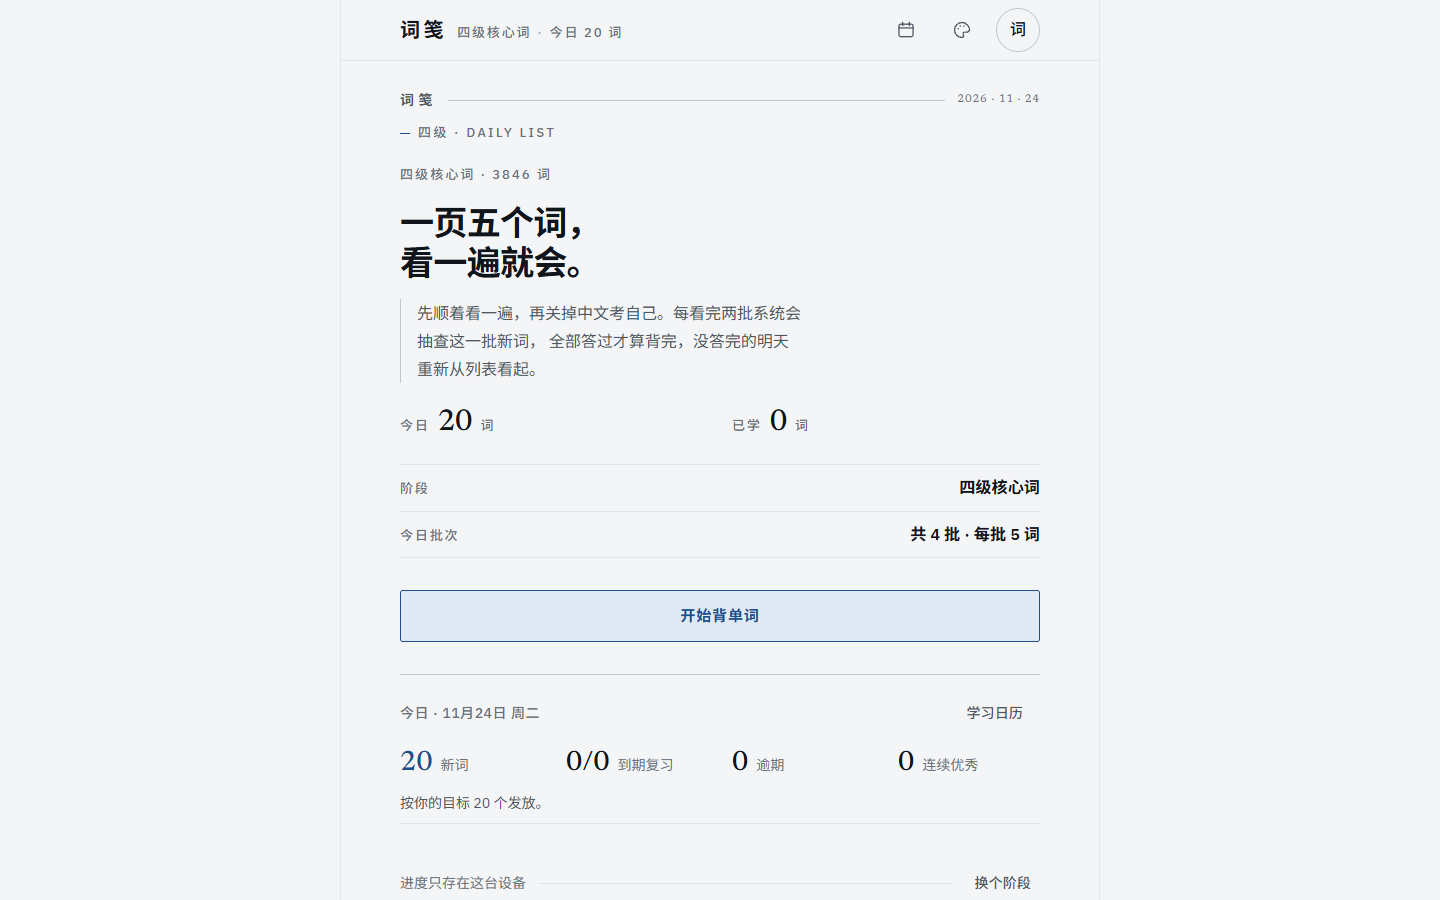 词笺 四级核心词 · 今日 20 词
词
词笺 2026 · 11 · 24
— 四级 · DAILY LIST
四级核心词 · 3846 词
一页五个词，
看一遍就会。
先顺着看一遍，再关掉中文考自己。每看完两批系统会
抽查这一批新词， 全部答过才算背完，没答完的明天
重新从列表看起。
今日 20 词 已学 0 词
阶段 四级核心词
今日批次 共 4 批 · 每批 5 词
开始背单词
今日 · 11月24日 周二 学习日历
20 新词 0/0 到期复习 0 逾期 0 连续优秀
按你的目标 20 个发放。
进度只存在这台设备 换个阶段